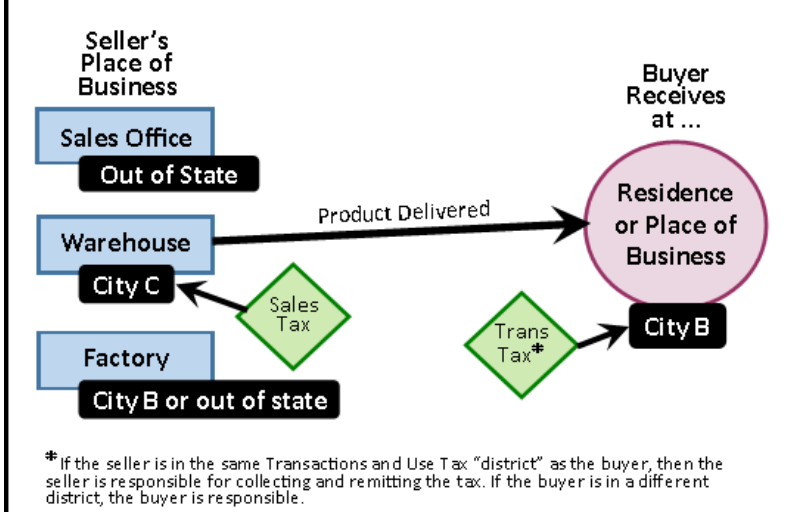 Seller's
Place of
Business
Sales Office
Out of State
Warehouse
City C
Factory
City B or out of state
Sales
Tax
Product Delivered
Trans
Tax*
Buyer
Receives
at ...
Residence
or Place of
Business
City B
*If the seller is in the same Transactions and Use Tax “district” as the buyer, then the
seller is responsible for collecting and remitting the tax. If the buyer is in a different
district, the buyer is responsible.